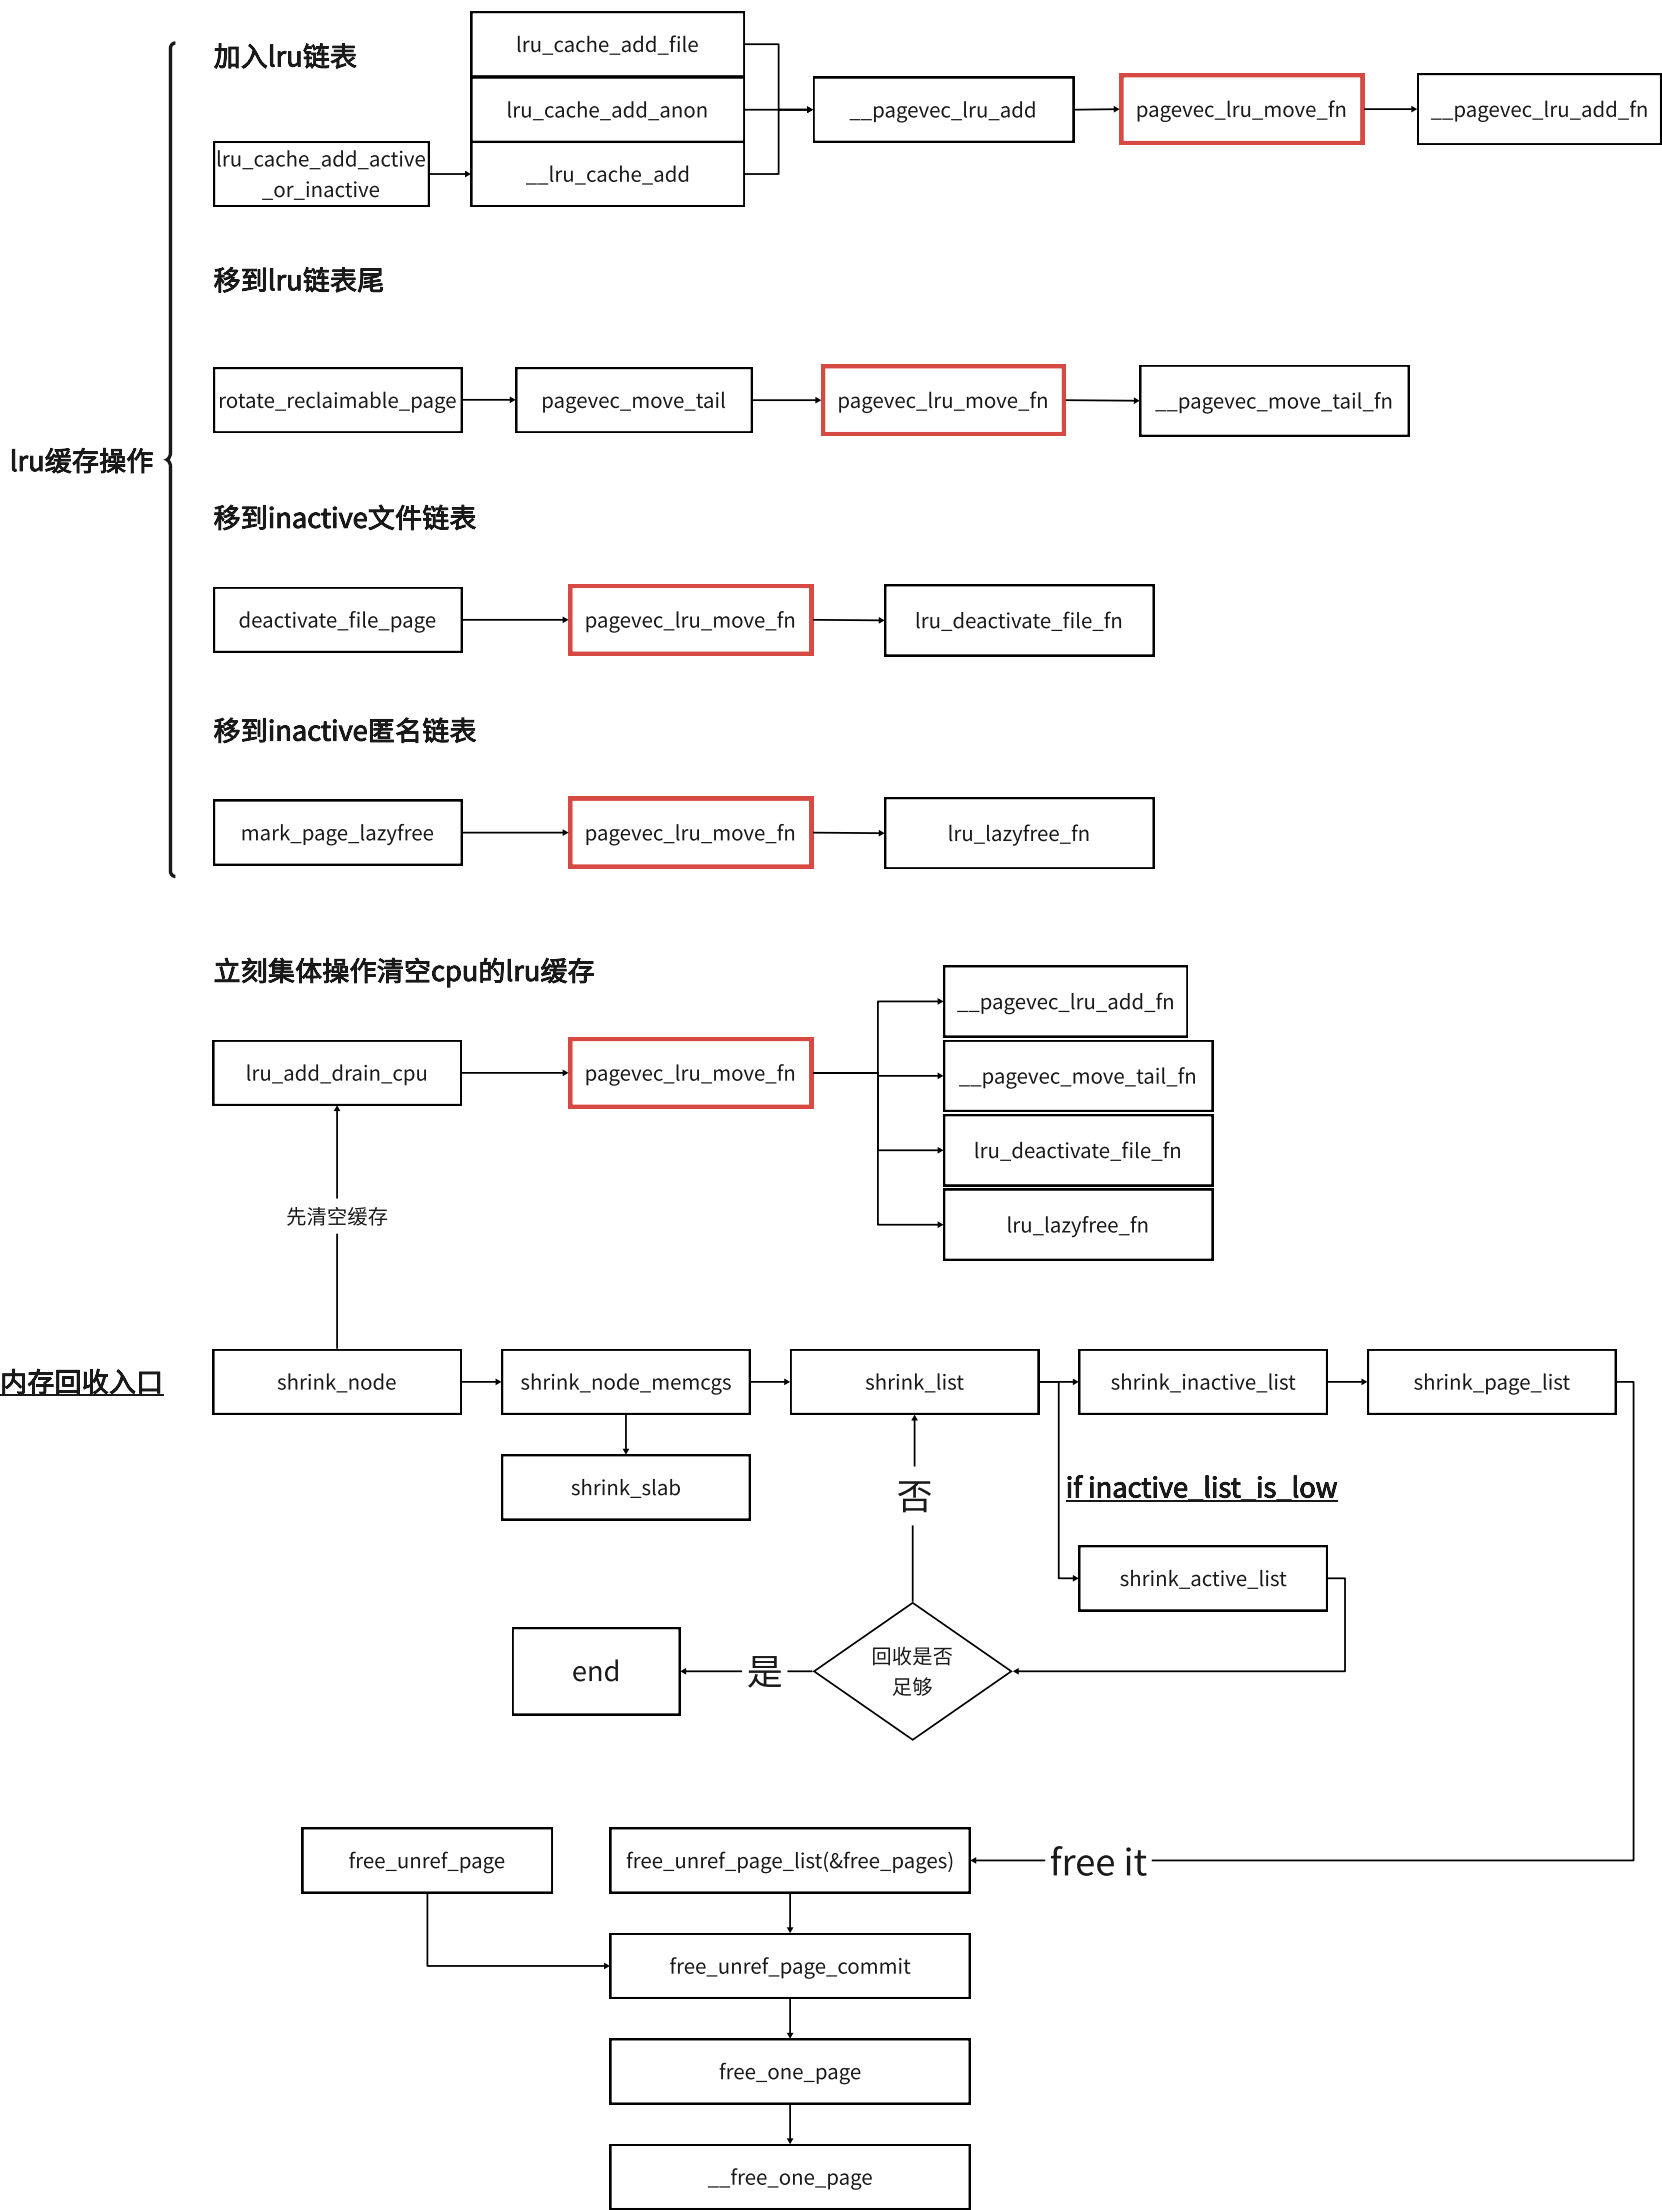 加入lru链表
lru_cache_add_file
lru_cache_add_anon
__pagevec_lru_add
pagevec_lru_move_fn
__pagevec_lru_add_fn
lru_cache_add_active
_or_inactive
__lru_cache_add
移到lru链表尾
rotate_reclaimable_page
pagevec_move_tail
pagevec_lru_move_fn
__pagevec_move_tail_fn
lru缓存操作
移到inactive文件链表
deactivate_file_page
pagevec_lru_move_fn
lru_deactivate_file_fn
移到inactive匿名链表
mark_page_lazyfree
pagevec_lru_move_fn
lru_lazyfree_fn
立刻集体操作清空cpu的lru缓存
__pagevec_lru_add_fn
lru_add_drain_cpu
pagevec_lru_move_fn
__pagevec_move_tail_fn
lru_deactivate_file_fn
先清空缓存
lru_lazyfree_fn
内存回收入口
shrink_node
shrink_node_memcgs
shrink_list
shrink_inactive_list
shrink_page_list
shrink_slab
否
if inactive_list_is_low
shrink_active_list
end
是
回收是否
足够
free_unref_page
free_unref_page_list(&free_pages)
free it
free_unref_page_commit
free_one_page
__free_one_page